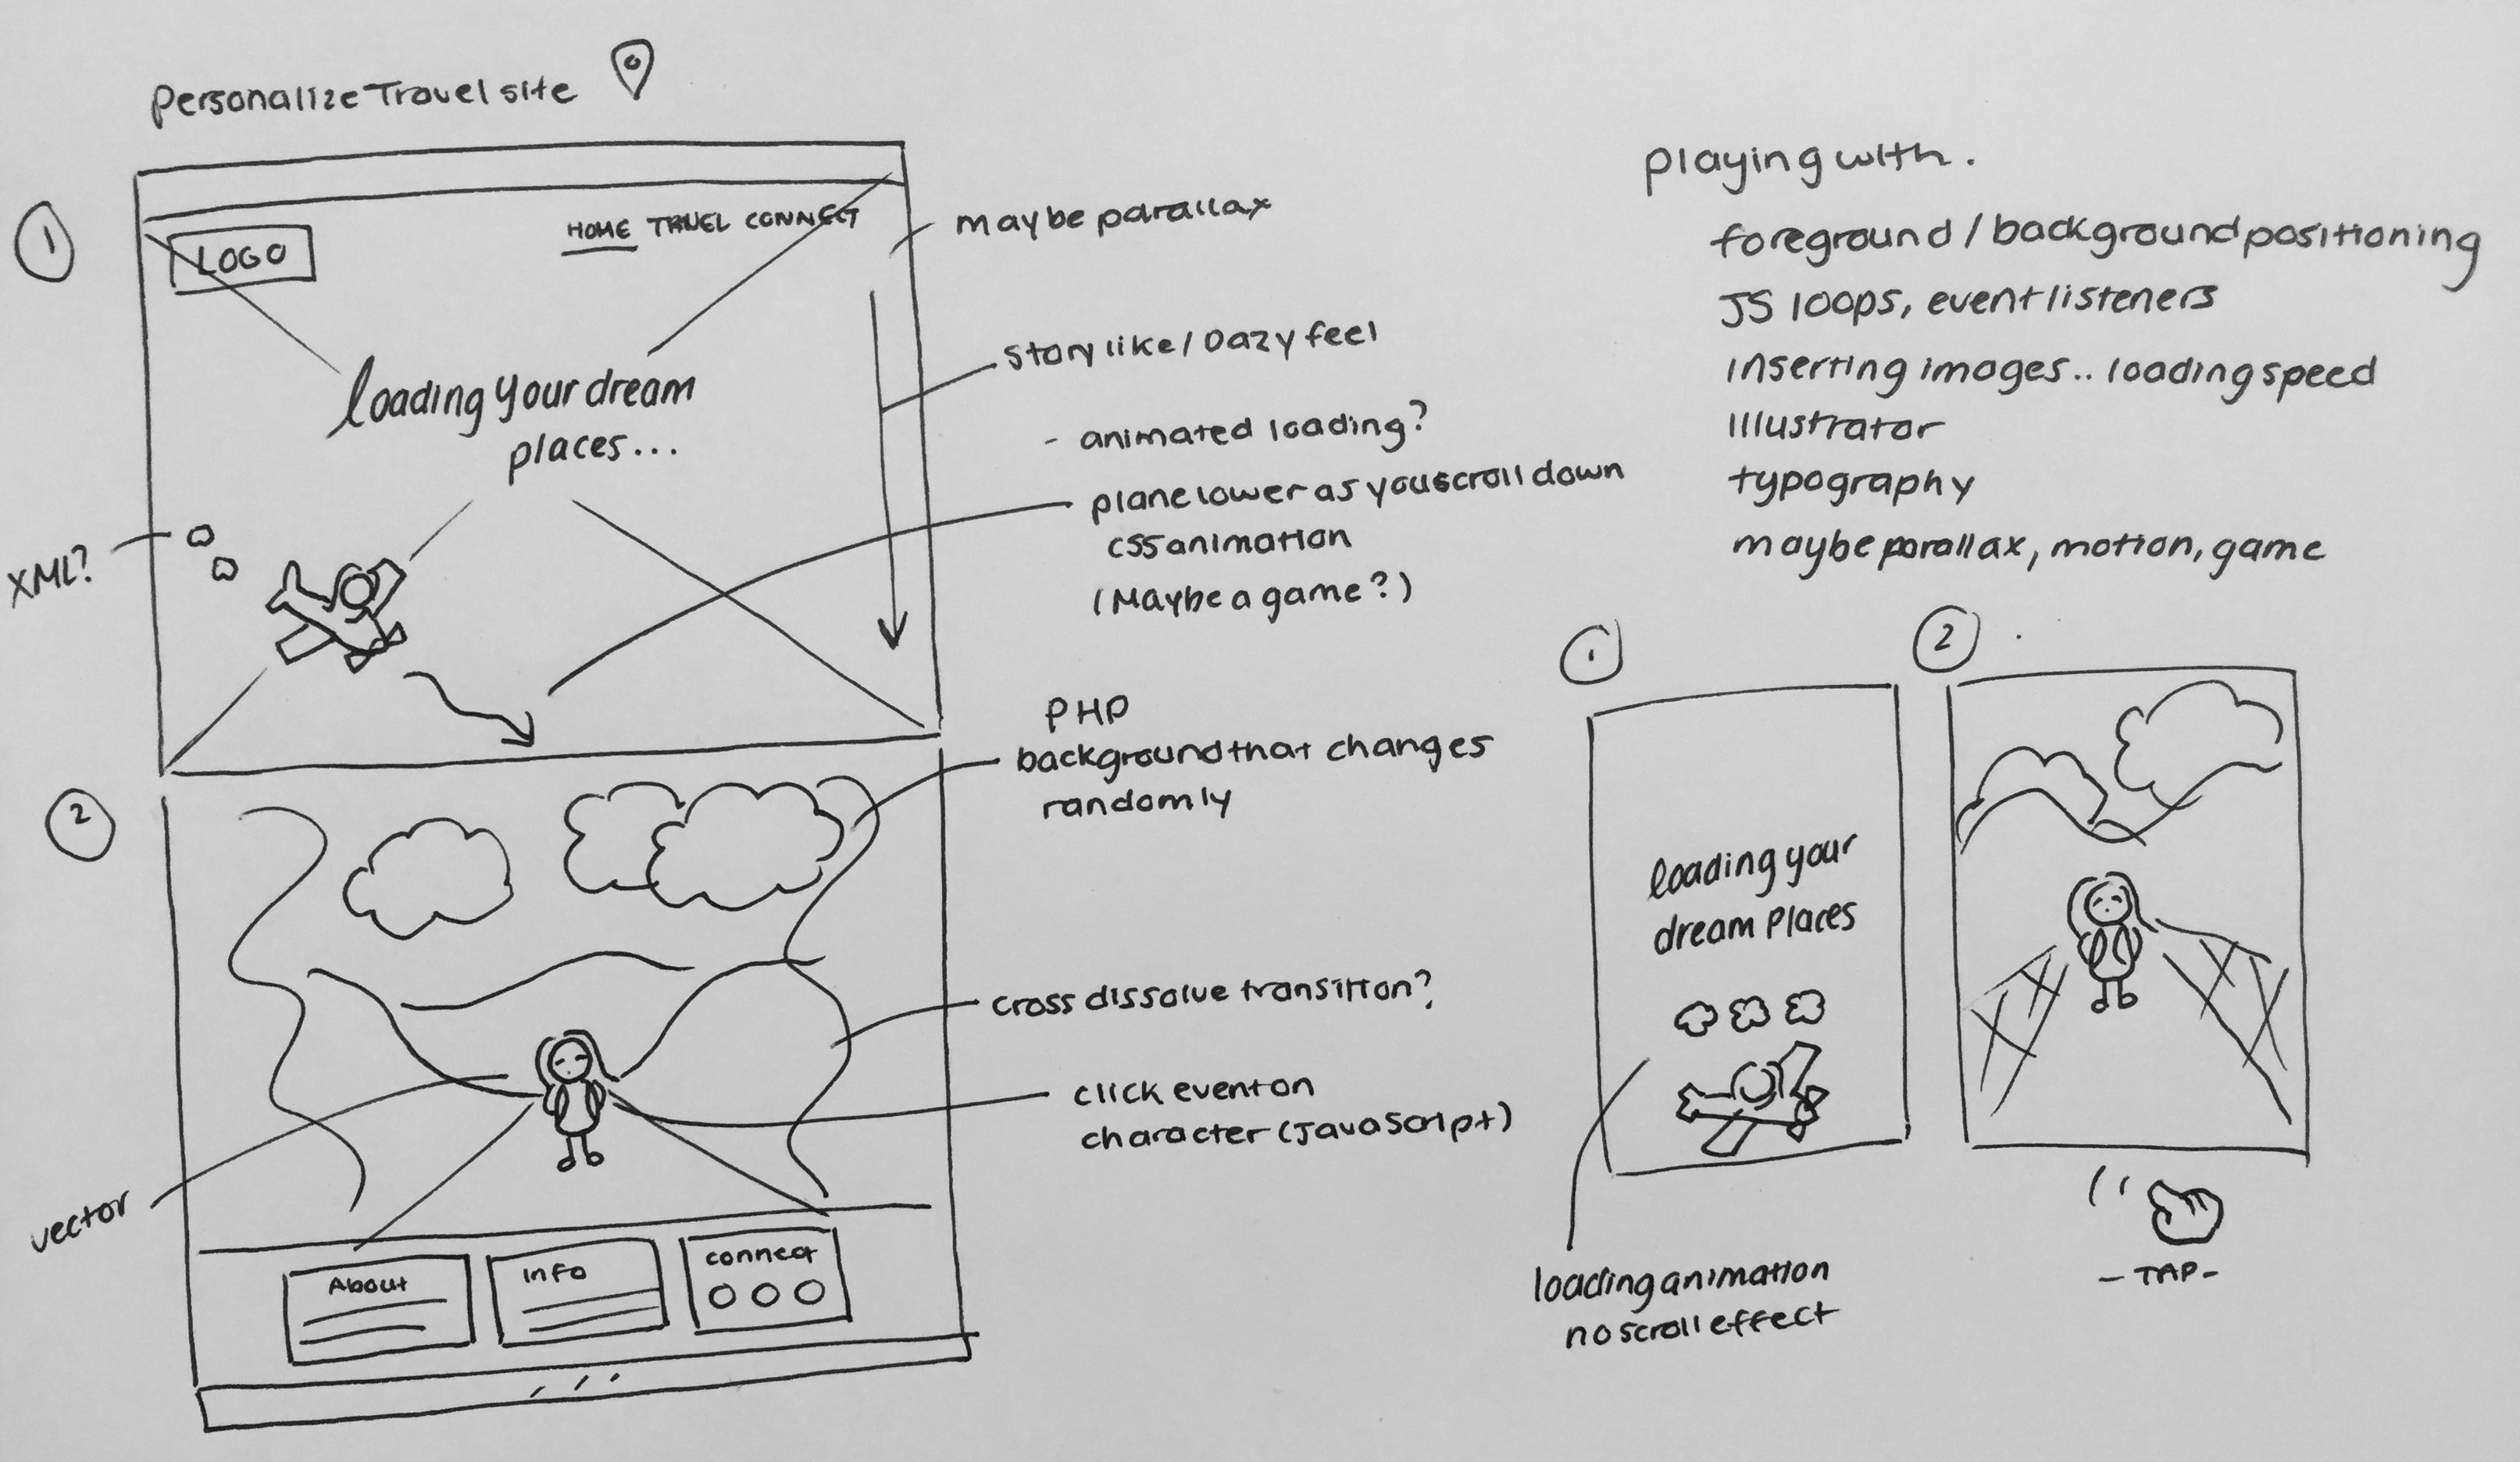 Personalize Travel site
1
LOGO
HOME TRAVEL CONNECT
loading your dream
places...
XML?
maybe parallax
story like / Dazy feel
- animated loading?
plane lower as you scroll down
css animation
(Maybe a game?)
2
PHP
background that changes
randomly
cross dissolve transition?
click event on
character (JavaScript)
vector
About
Info
connect
playing with.
foreground / background positioning
JS loops, event listeners
inserting images.. loading speed
Illustrator
typography
maybe parallax, motion, game
1
loading your
dream Places
loading animation
no scroll effect
2
- TAP -